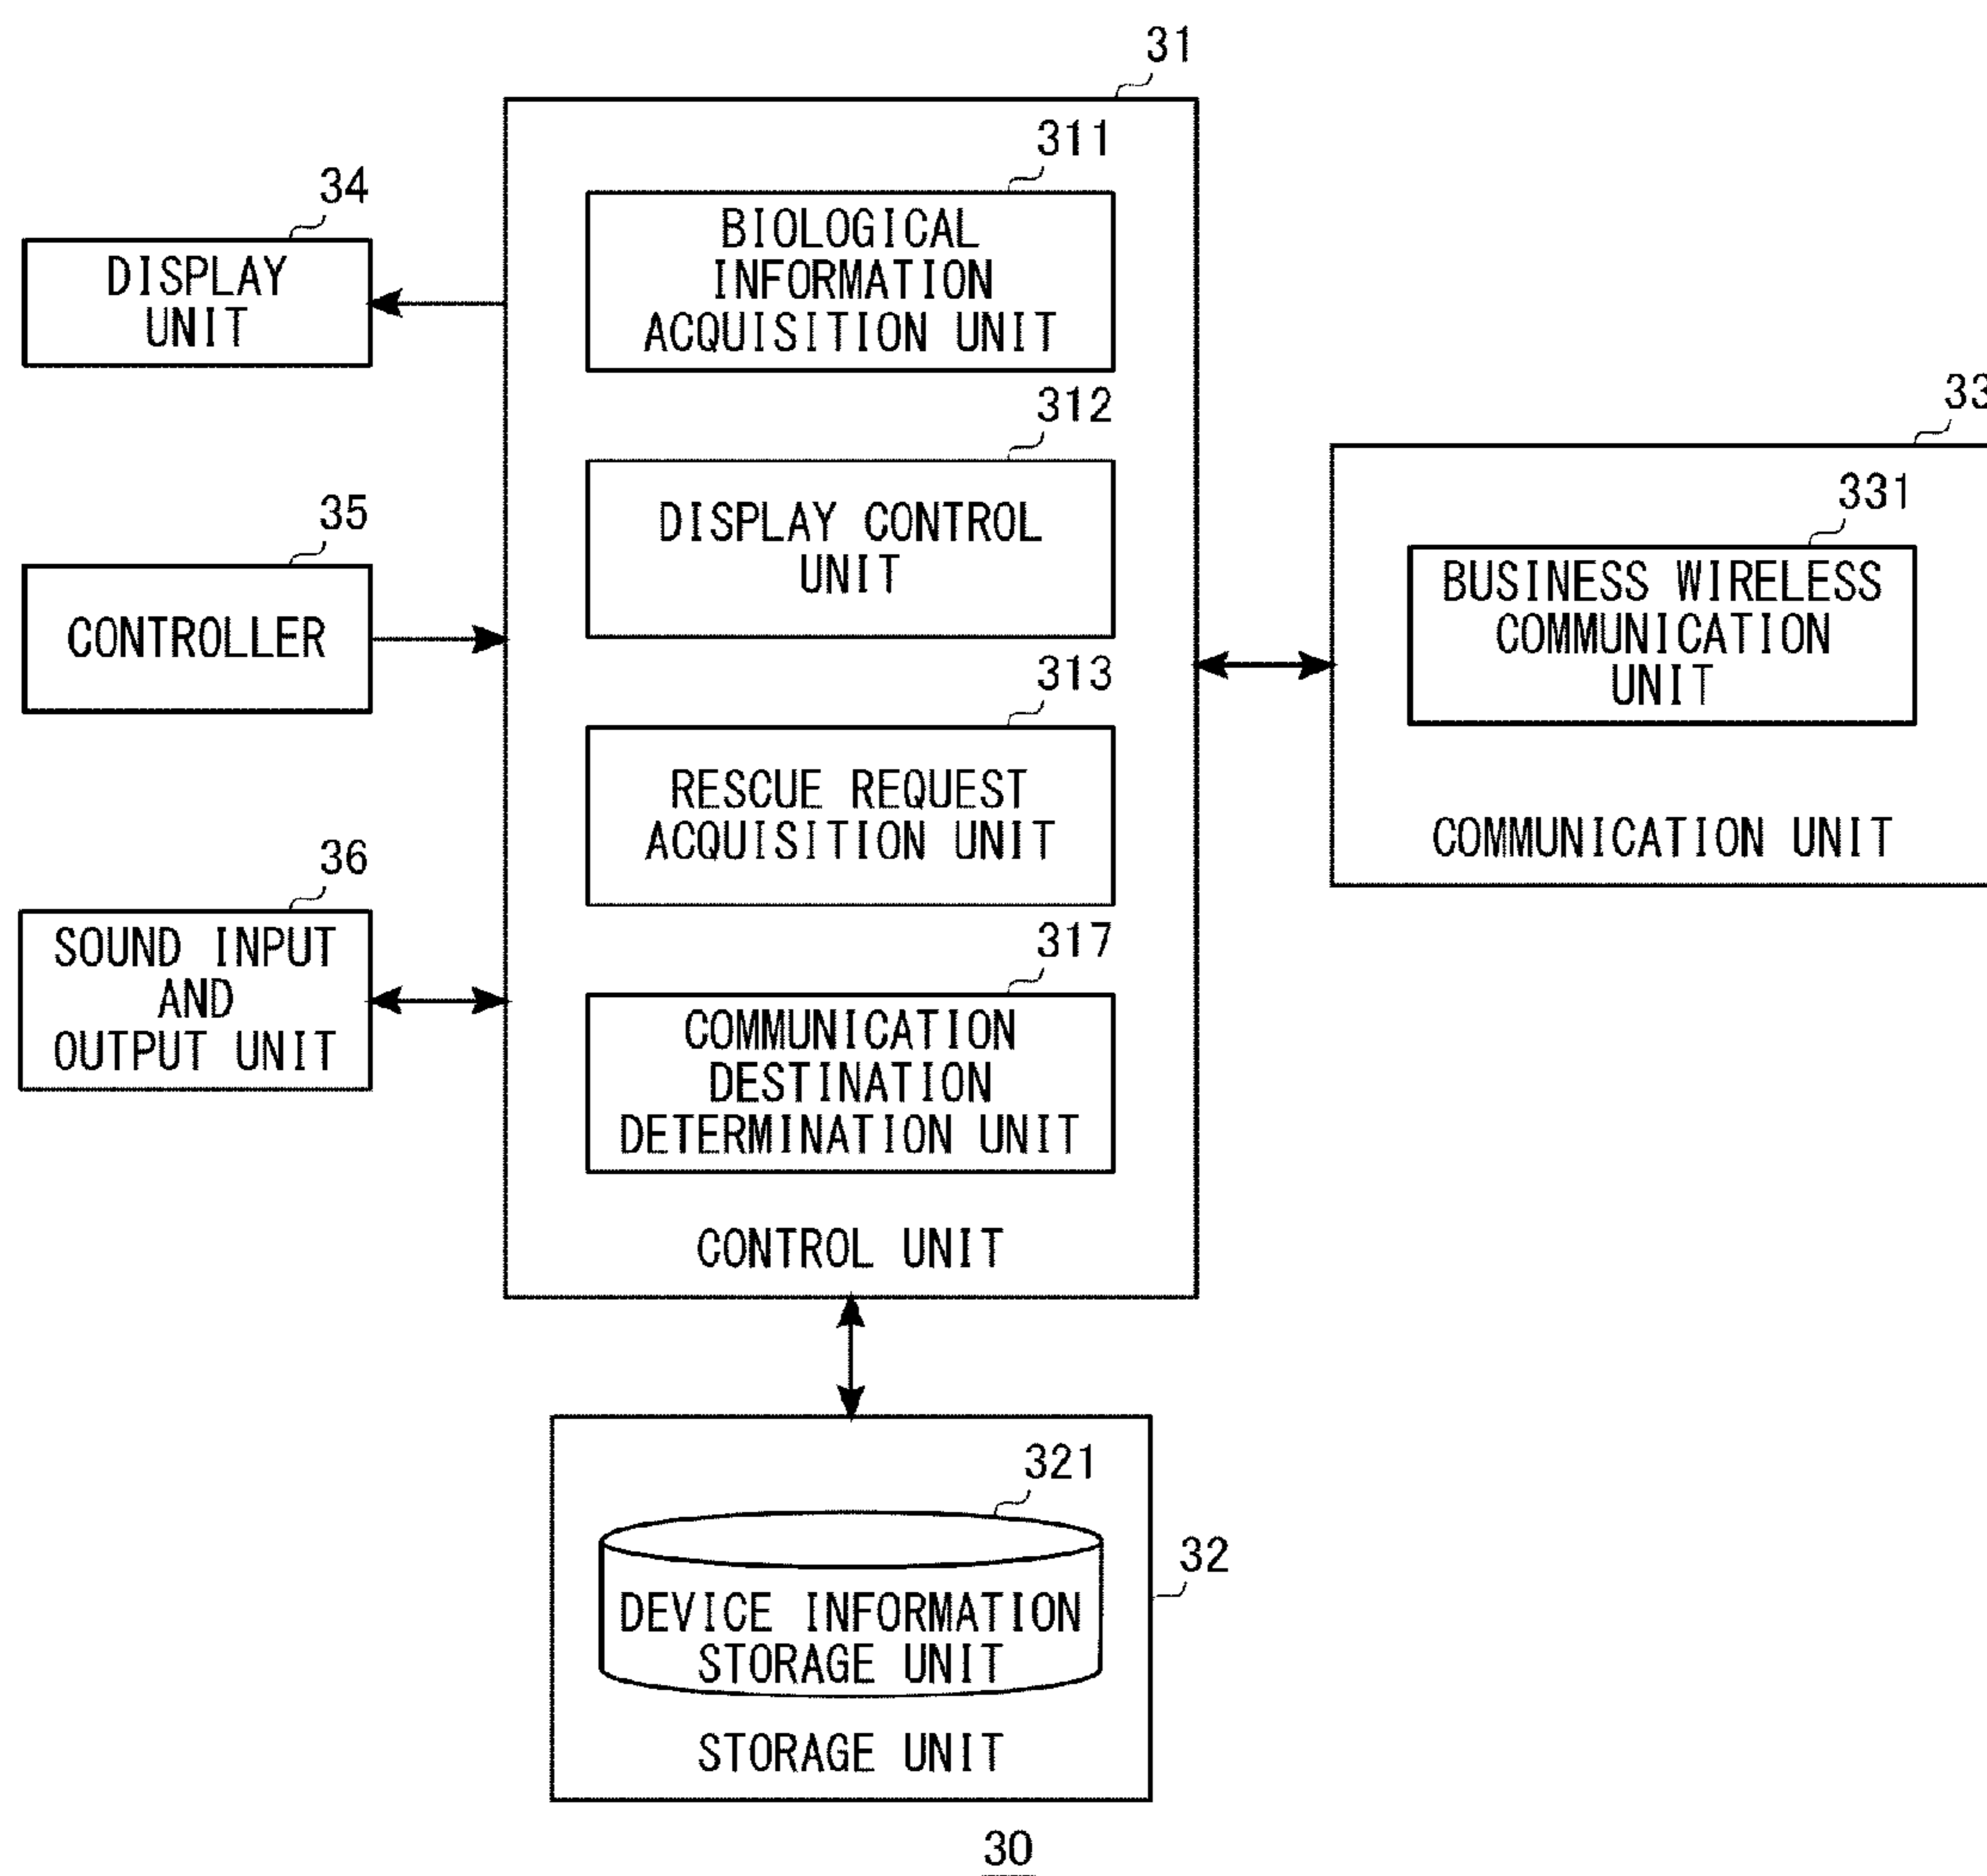 31
311
BIOLOGICAL
INFORMATION
ACQUISITION UNIT
34
DISPLAY
UNIT
312
DISPLAY CONTROL
UNIT
33
331
BUSINESS WIRELESS
COMMUNICATION
UNIT
COMMUNICATION UNIT
35
CONTROLLER
313
RESCUE REQUEST
ACQUISITION UNIT
36
SOUND INPUT
AND
OUTPUT UNIT
317
COMMUNICATION
DESTINATION
DETERMINATION UNIT
CONTROL UNIT
321
32
DEVICE INFORMATION
STORAGE UNIT
STORAGE UNIT
30